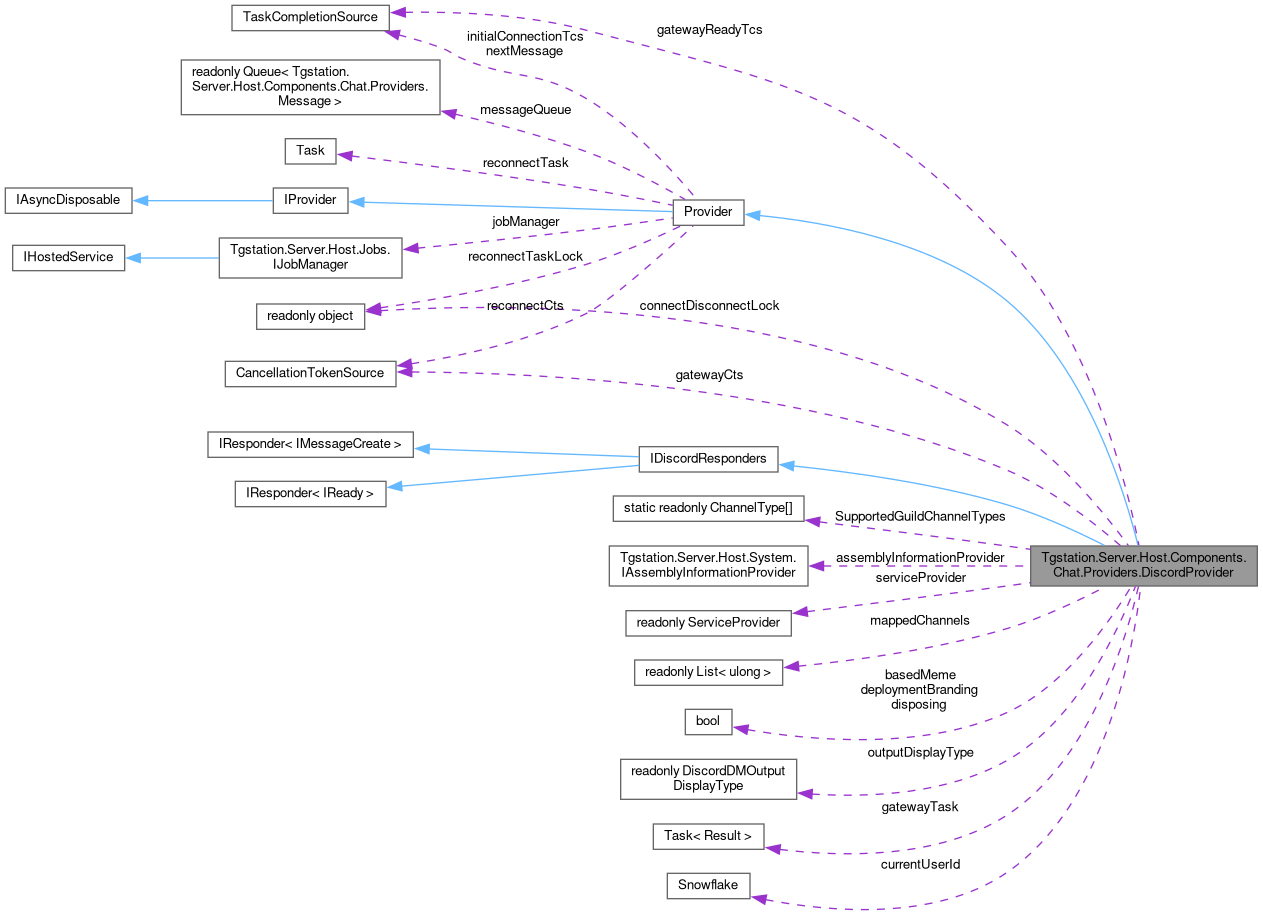 TaskCompletionSource
gatewayReadyTcs
initialConnectionTcs
nextMessage
readonly Queue< Tgstation.
Server.Host.Components.Chat.Providers.
Message >
messageQueue
Task
reconnectTask
IAsyncDisposable
IProvider
Provider
jobManager
IHostedService
Tgstation.Server.Host.Jobs.
IJobManager
reconnectTaskLock
readonly object
reconnectCts
connectDisconnectLock
CancellationTokenSource
gatewayCts
IResponder< IMessageCreate >
IDiscordResponders
IResponder< IReady >
static readonly ChannelType[]
SupportedGuildChannelTypes
Tgstation.Server.Host.System.
IAssemblyInformationProvider
assemblyInformationProvider
Tgstation.Server.Host.Components.
Chat.Providers.DiscordProvider
serviceProvider
readonly ServiceProvider
mappedChannels
readonly List< ulong >
basedMeme
deploymentBranding
disposing
bool
outputDisplayType
readonly DiscordDMOutput
DisplayType
gatewayTask
Task< Result >
currentUserId
Snowflake